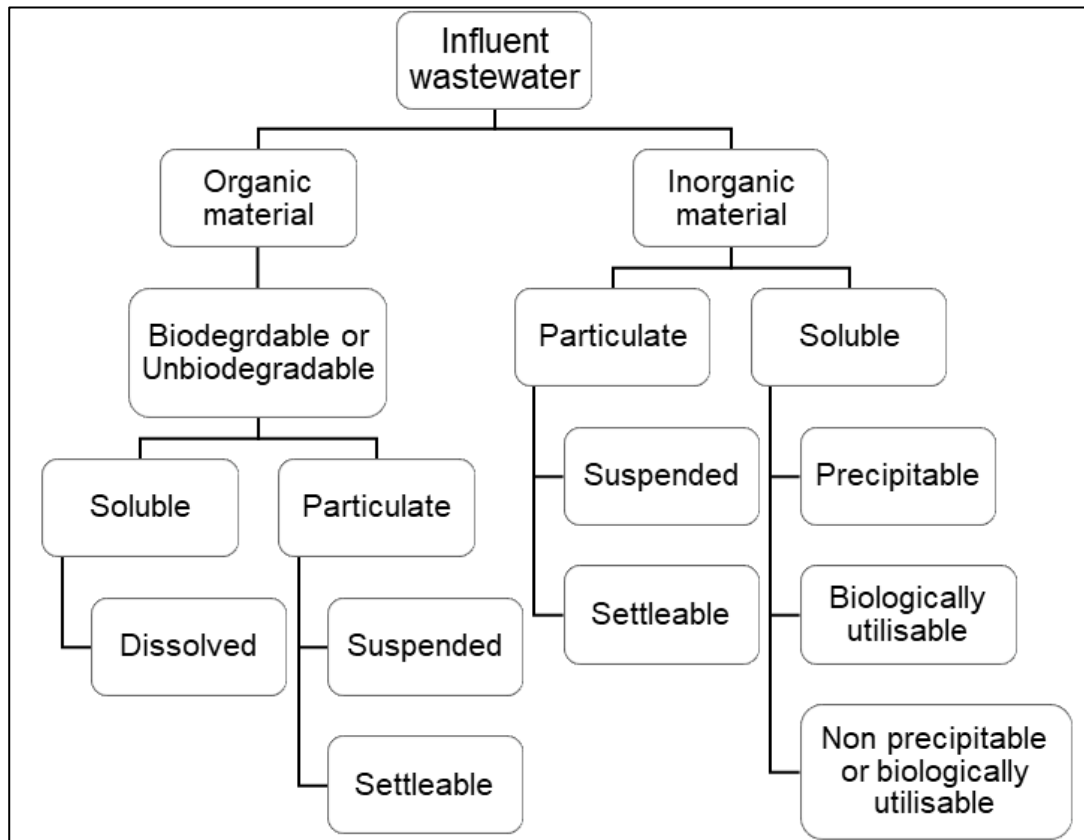 Influent
wastewater
Organic
material
Inorganic
material
Biodegrdable or
Unbiodegradable
Particulate
Soluble
Soluble
Particulate
Suspended
Precipitable
Dissolved
Suspended
Settleable
Biologically
utilisable
Settleable
Non precipitable
or biologically
utilisable